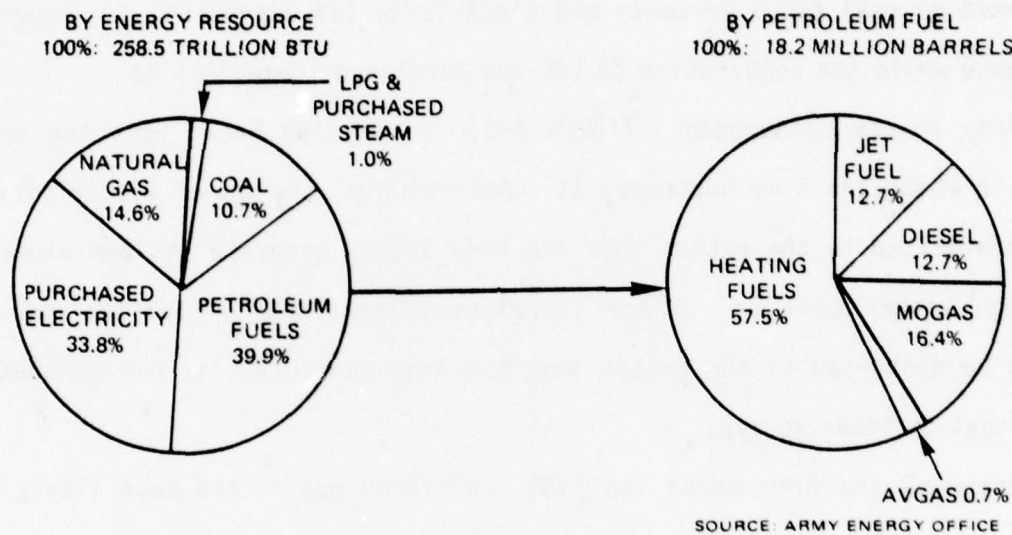 BY ENERGY RESOURCE
100%: 258.5 TRILLION BTU
LPG &
PURCHASED
STEAM
1.0%
NATURAL
GAS
14.6%
COAL
10.7%
PURCHASED
ELECTRICITY
33.8%
PETROLEUM
FUELS
39.9%
BY PETROLEUM FUEL
100%: 18.2 MILLION BARRELS
JET
FUEL
12.7%
DIESEL
12.7%
HEATING
FUELS
57.5%
MOGAS
16.4%
AVGAS 0.7%
SOURCE: ARMY ENERGY OFFICE